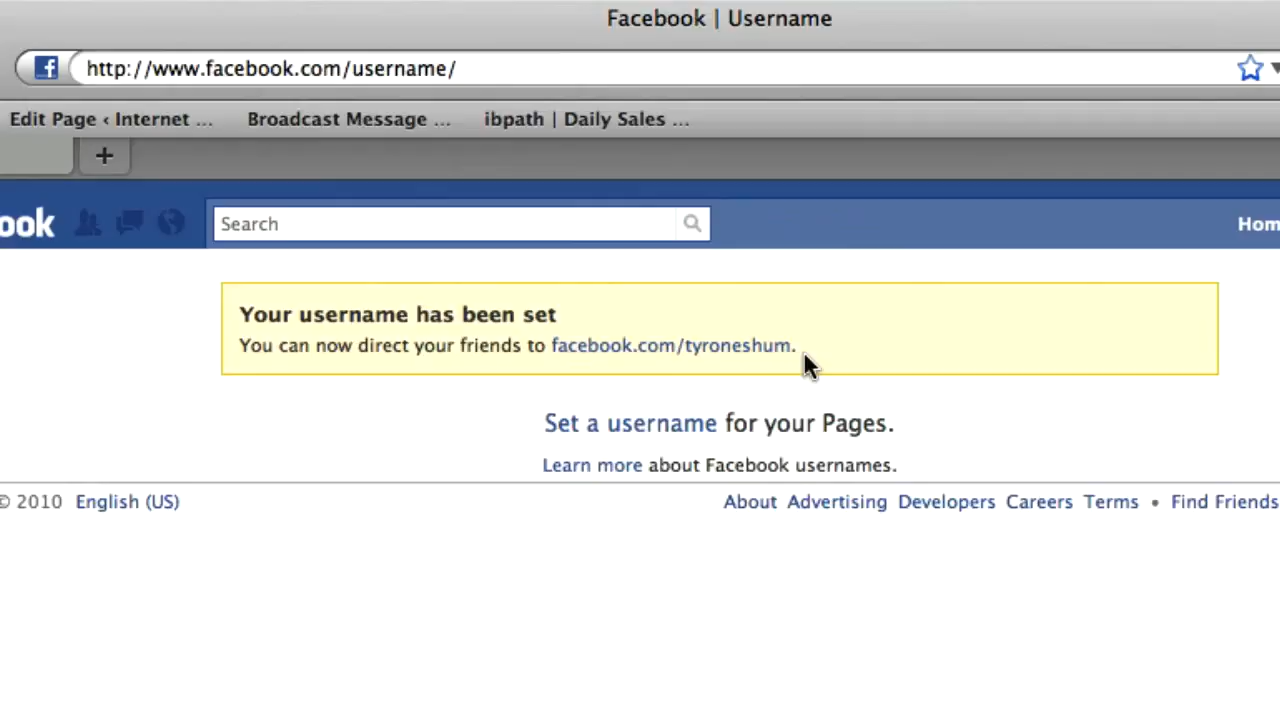 Facebook | Username
http://www.facebook.com/username/
Edit Page ‹ Internet ... Broadcast Message ... ibpath | Daily Sales ...
+
ook Search Hom
Your username has been set
You can now direct your friends to facebook.com/tyroneshum.
Set a username for your Pages.
Learn more about Facebook usernames.
© 2010 English (US) About Advertising Developers Careers Terms • Find Friends